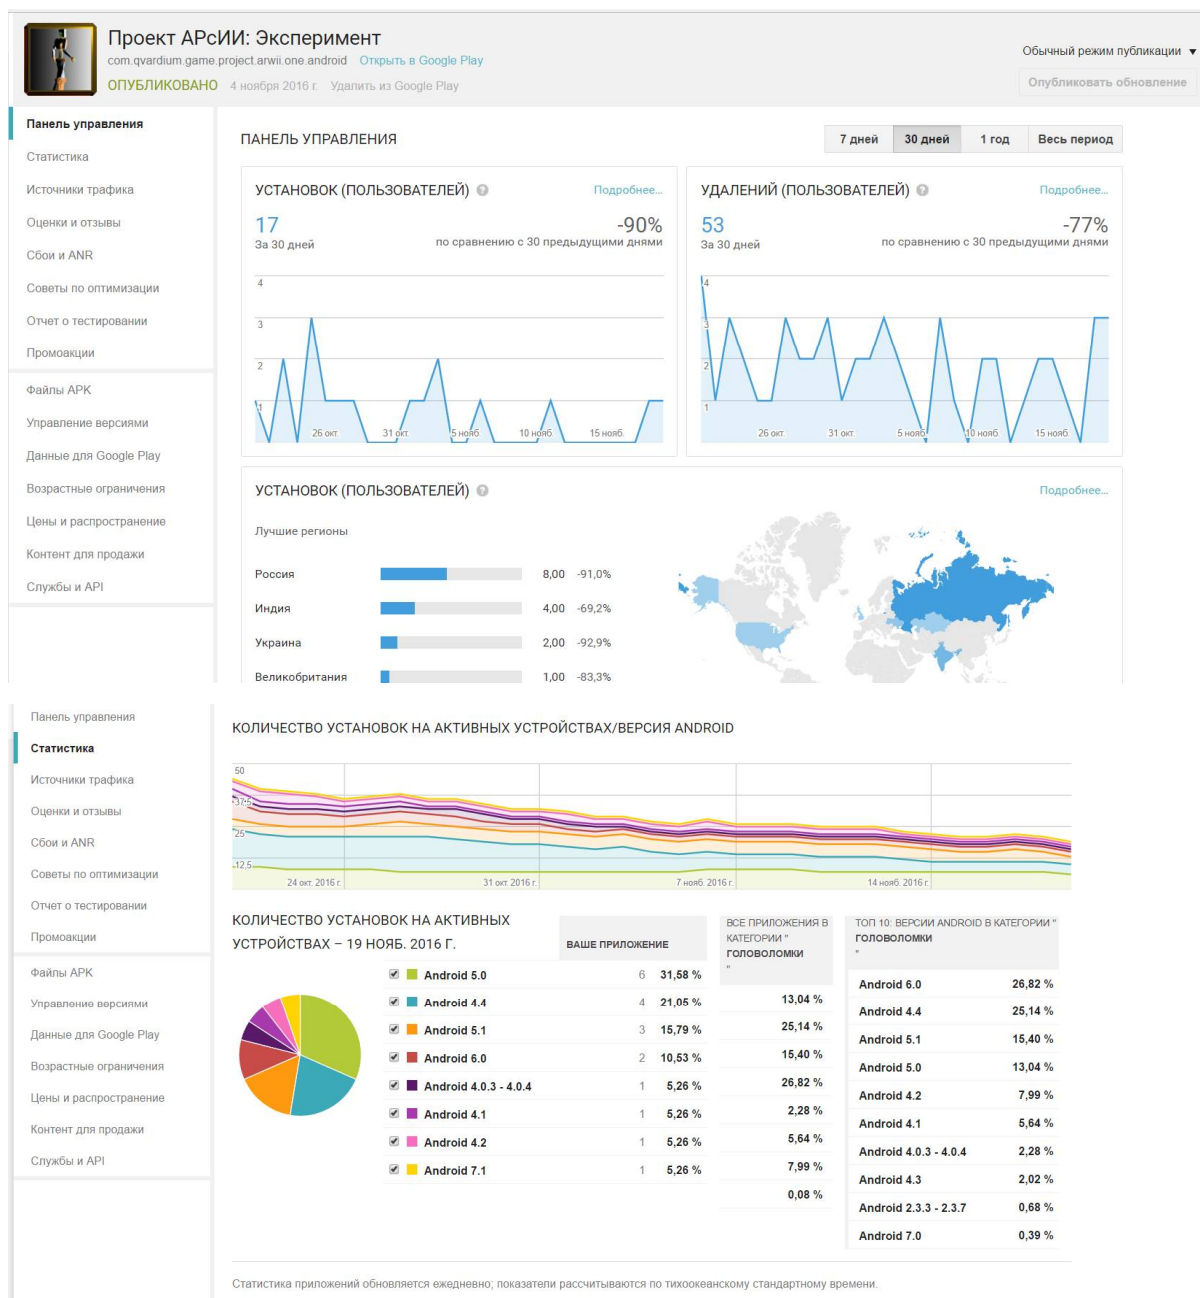 Проект АРсИИ: Эксперимент
com.qvardium.game.project.arwii.one.android Открыть в Google Play
ОПУБЛИКОВАНО 4 ноября 2016 г. Удалить из Google Play
Обычный режим публикации ▼
Опубликовать обновление
Панель управления
Статистика
Источники трафика
Оценки и отзывы
Сбои и ANR
Советы по оптимизации
Отчет о тестировании
Промоакции
Файлы APK
Управление версиями
Данные для Google Play
Возрастные ограничения
Цены и распространение
Контент для продажи
Службы и API
ПАНЕЛЬ УПРАВЛЕНИЯ
7 дней 30 дней 1 год Весь период
УСТАНОВОК (ПОЛЬЗОВАТЕЛЕЙ) ? Подробнее...
17 -90%
За 30 дней по сравнению с 30 предыдущими днями
4
3
2
1
26 окт. 31 окт. 5 нояб. 10 нояб. 15 нояб.
УДАЛЕНИЙ (ПОЛЬЗОВАТЕЛЕЙ) ? Подробнее...
53 -77%
За 30 дней по сравнению с 30 предыдущими днями
4
3
2
1
26 окт. 31 окт. 5 нояб. 10 нояб. 15 нояб.
УСТАНОВОК (ПОЛЬЗОВАТЕЛЕЙ) ? Подробнее...
Лучшие регионы
Россия 8,00 -91,0%
Индия 4,00 -69,2%
Украина 2,00 -92,9%
Великобритания 1,00 -83,3%
Панель управления
Статистика
Источники трафика
Оценки и отзывы
Сбои и ANR
Советы по оптимизации
Отчет о тестировании
Промоакции
Файлы APK
Управление версиями
Данные для Google Play
Возрастные ограничения
Цены и распространение
Контент для продажи
Службы и API
КОЛИЧЕСТВО УСТАНОВОК НА АКТИВНЫХ УСТРОЙСТВАХ/ВЕРСИЯ ANDROID
50
37.5
25
12.5
24 окт. 2016 г. 31 окт. 2016 г. 7 нояб. 2016 г. 14 нояб. 2016 г.
КОЛИЧЕСТВО УСТАНОВОК НА АКТИВНЫХ
УСТРОЙСТВАХ – 19 НОЯБ. 2016 Г.
ВАШЕ ПРИЛОЖЕНИЕ
Android 5.0 6 31,58 %
Android 4.4 4 21,05 %
Android 5.1 3 15,79 %
Android 6.0 2 10,53 %
Android 4.0.3 - 4.0.4 1 5,26 %
Android 4.1 1 5,26 %
Android 4.2 1 5,26 %
Android 7.1 1 5,26 %
ВСЕ ПРИЛОЖЕНИЯ В
КАТЕГОРИИ "
ГОЛОВОЛОМКИ
"
13,04 %
25,14 %
15,40 %
26,82 %
2,28 %
5,64 %
7,99 %
0,08 %
ТОП 10: ВЕРСИИ ANDROID В КАТЕГОРИИ "
ГОЛОВОЛОМКИ
"
Android 6.0 26,82 %
Android 4.4 25,14 %
Android 5.1 15,40 %
Android 5.0 13,04 %
Android 4.2 7,99 %
Android 4.1 5,64 %
Android 4.0.3 - 4.0.4 2,28 %
Android 4.3 2,02 %
Android 2.3.3 - 2.3.7 0,68 %
Android 7.0 0,39 %
Статистика приложений обновляется ежедневно; показатели рассчитываются по тихоокеанскому стандартному времени.